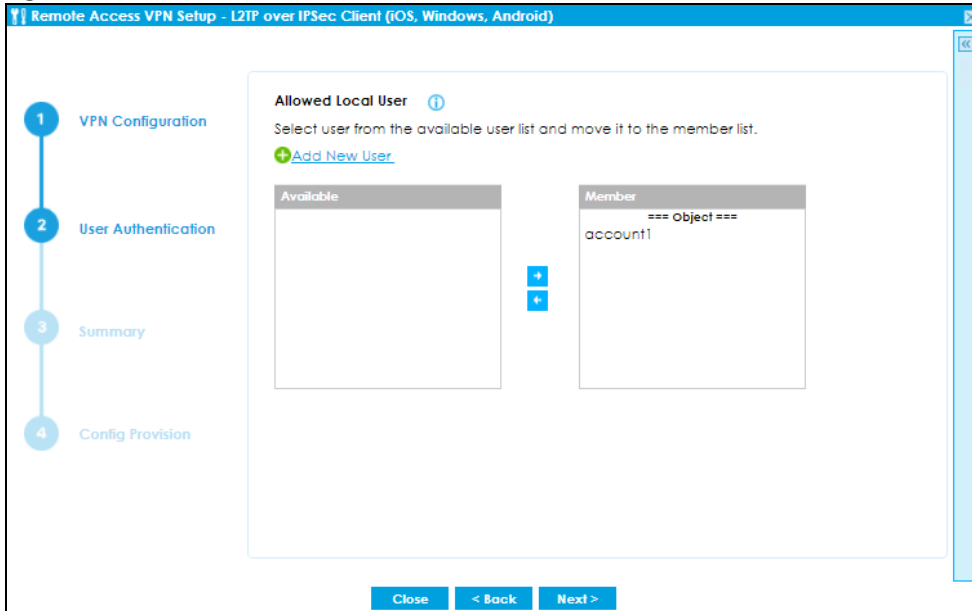 Remote Access VPN Setup - L2TP over IPSec Client (iOS, Windows, Android)
1 VPN Configuration
2 User Authentication
3 Summary
4 Config Provision
Allowed Local User
Select user from the available user list and move it to the member list.
Add New User
Available
Member
=== Object ===
account1
Close
< Back
Next >